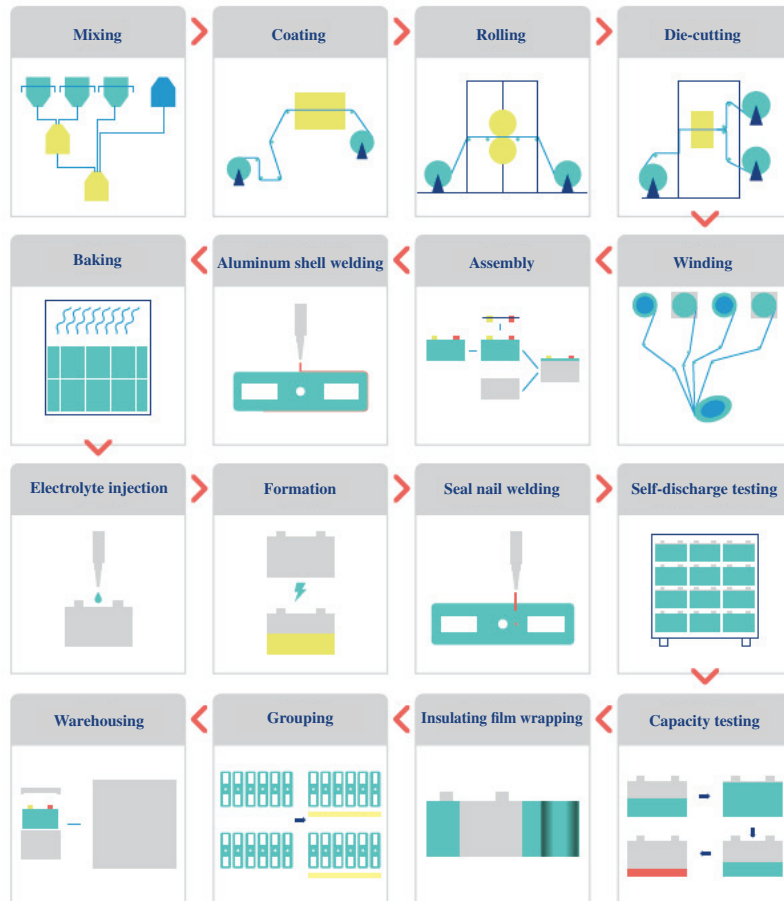 Mixing
Coating
Rolling
Die-cutting
Baking
Aluminum shell welding
Assembly
Winding
Electrolyte injection
Formation
Seal nail welding
Self-discharge testing
Warehousing
Grouping
Insulating film wrapping
Capacity testing